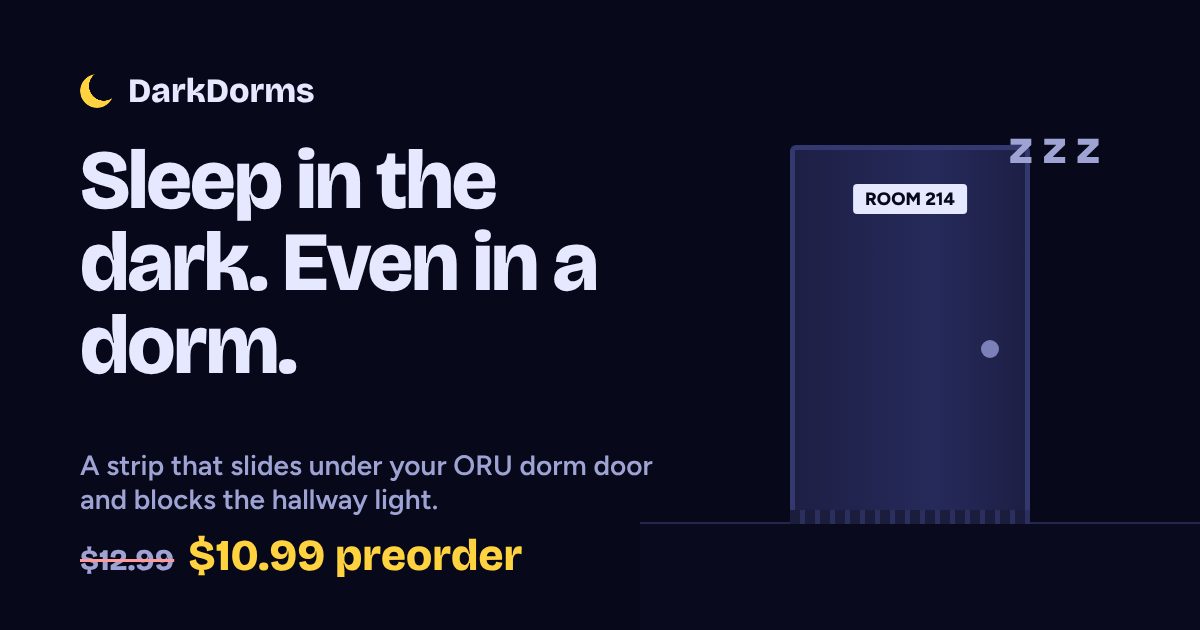 DarkDorms
Sleep in the
dark. Even in a
dorm.
A strip that slides under your ORU dorm door
and blocks the hallway light.
$12.99 $10.99 preorder
ROOM 214
z z z